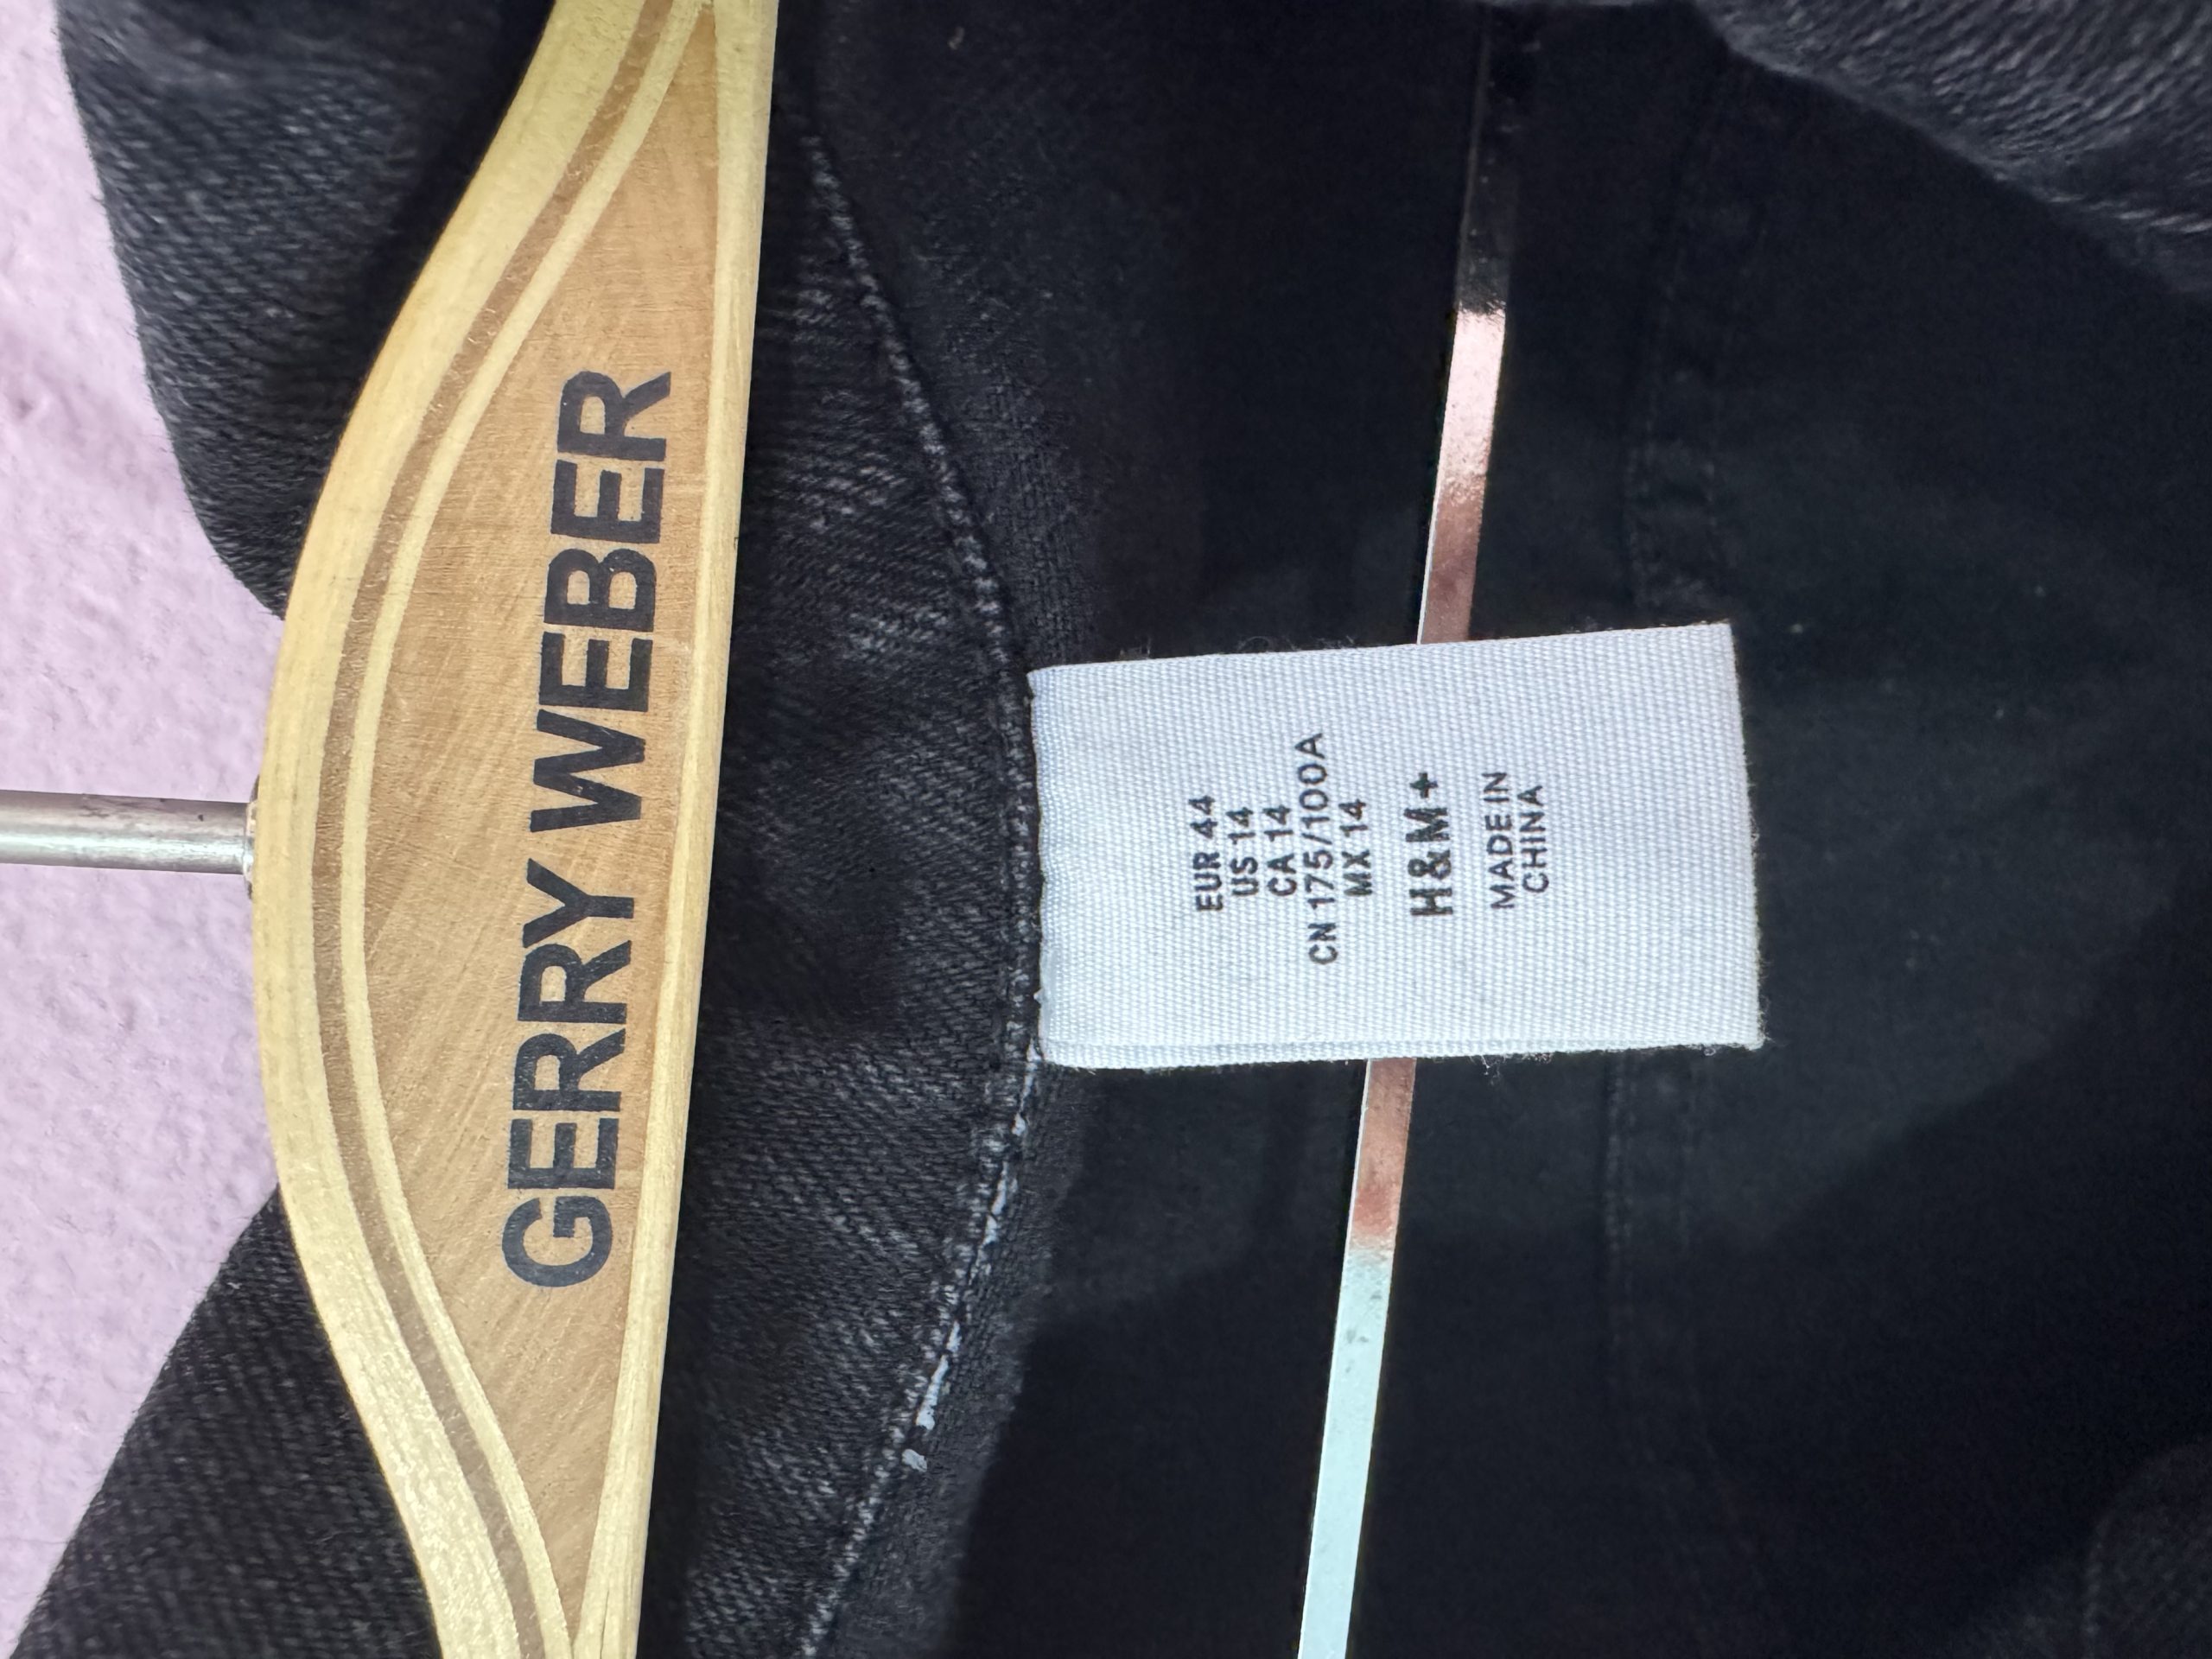 GERRY WEBER
EUR 44
US 14
CA 14
CN 175/100A
MX 14
H&M+
MADE IN
CHINA